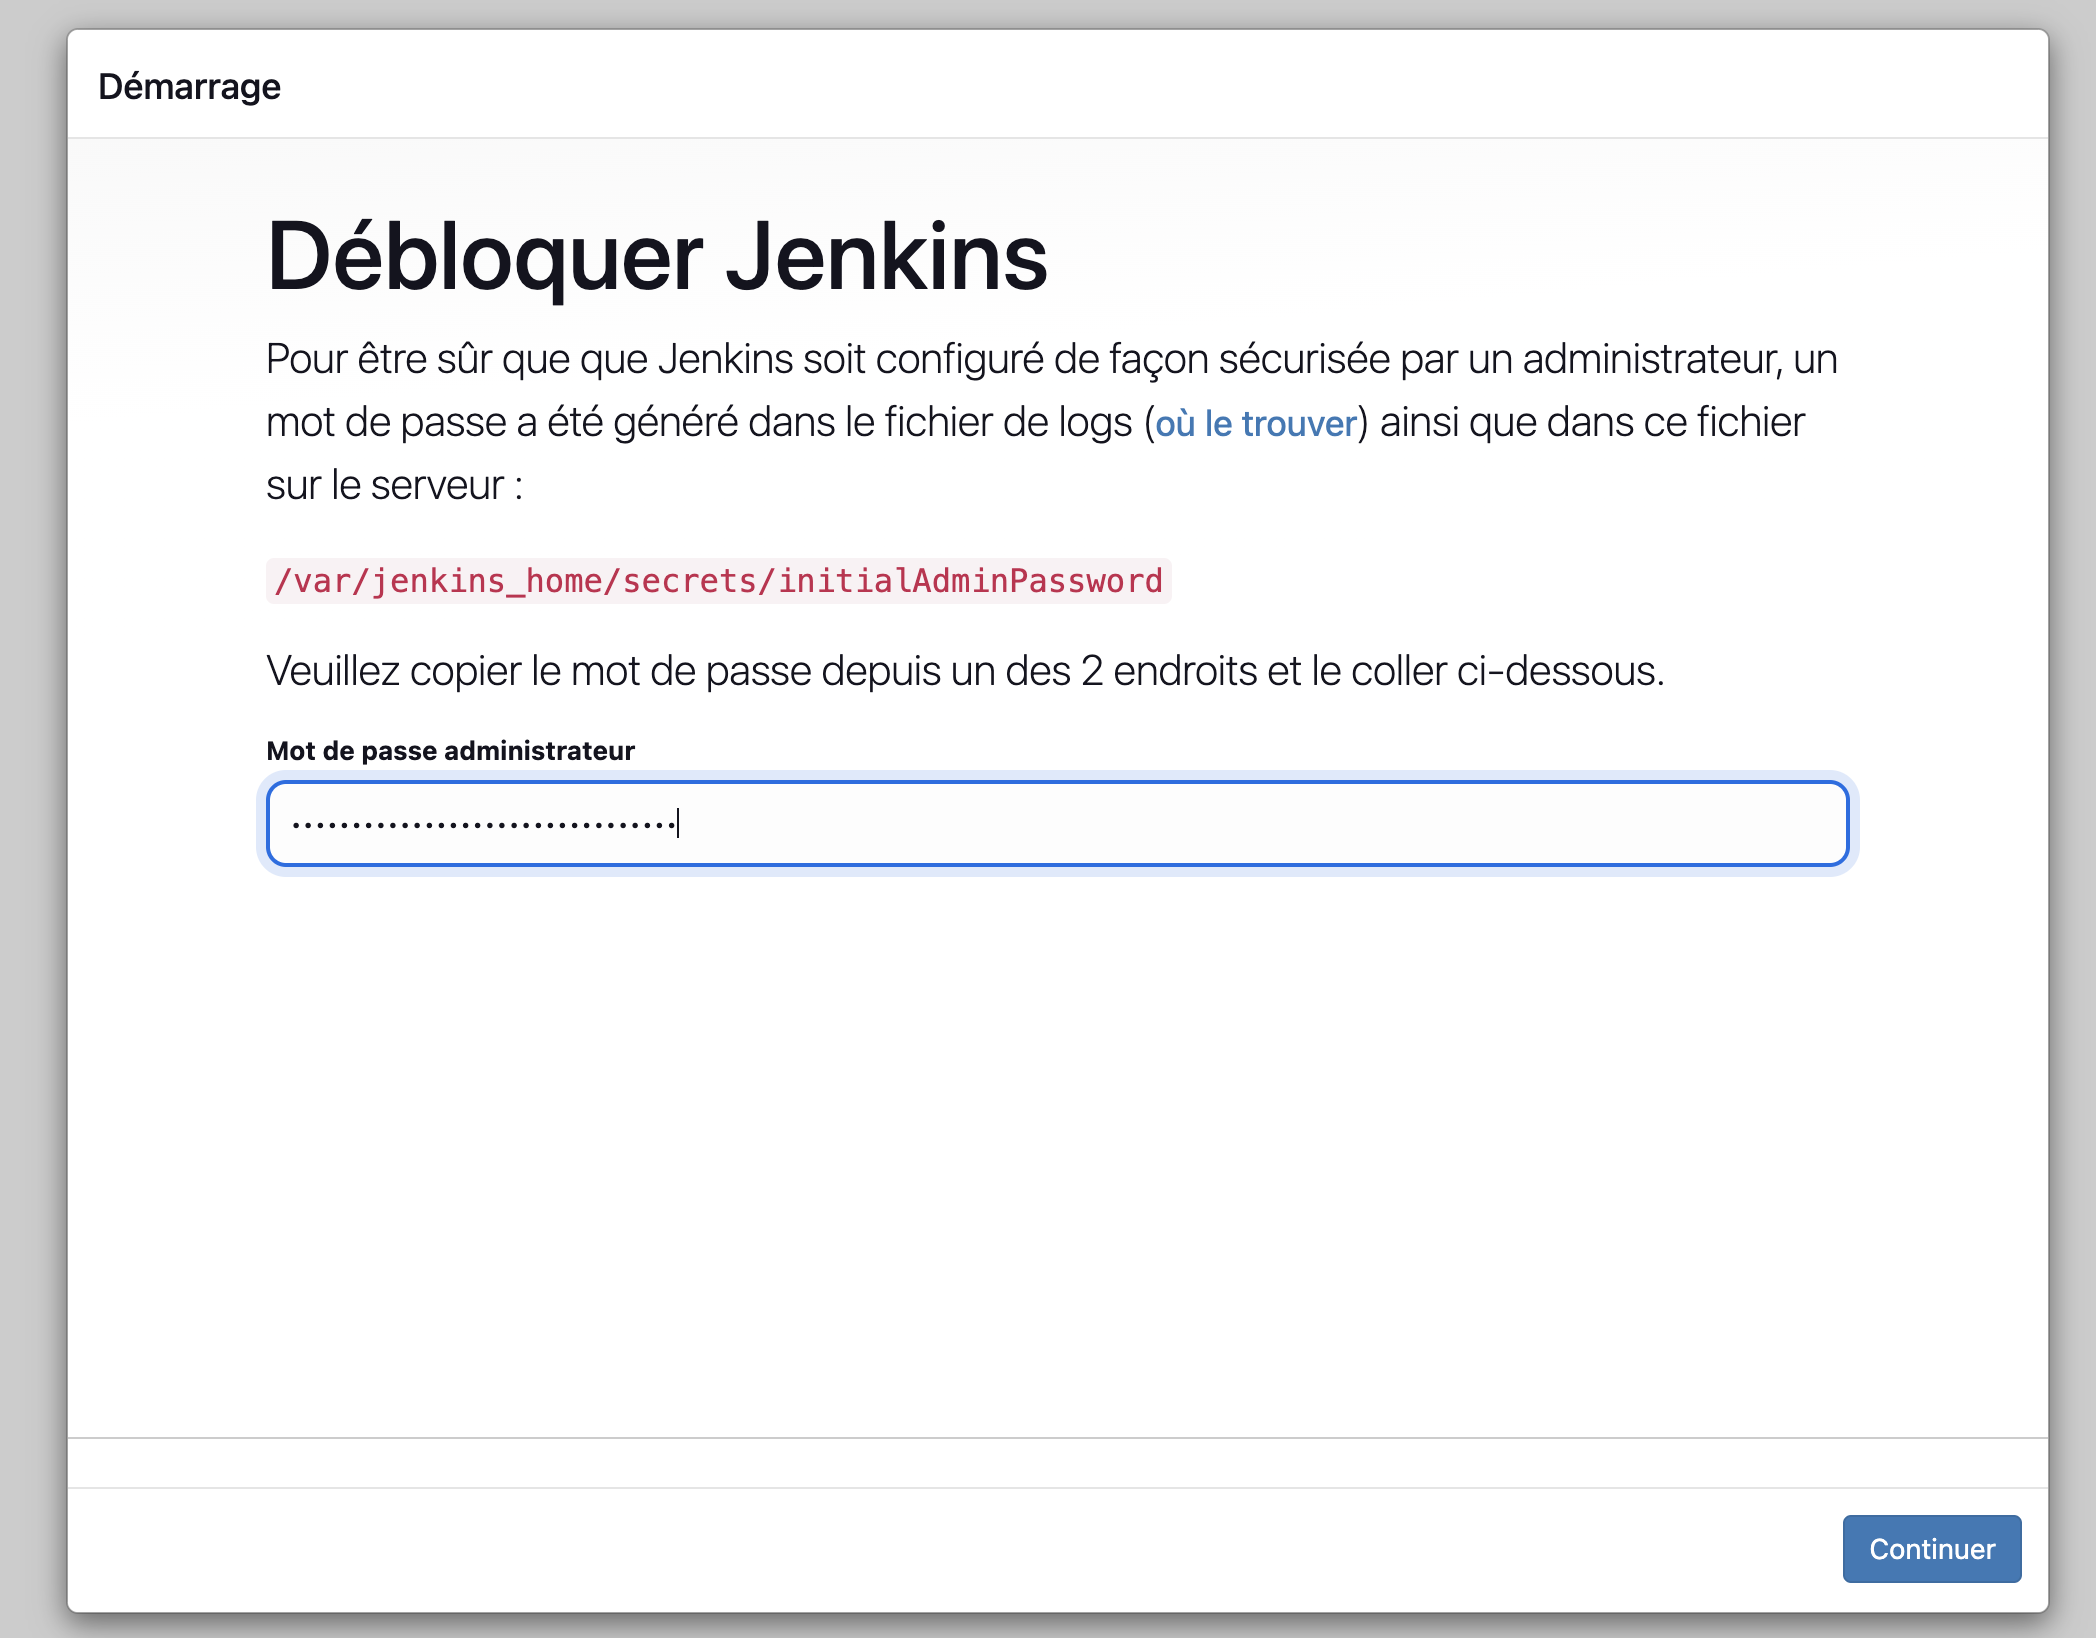 Démarrage
Débloquer Jenkins
Pour être sûr que que Jenkins soit configuré de façon sécurisée par un administrateur, un
mot de passe a été généré dans le fichier de logs (où le trouver) ainsi que dans ce fichier
sur le serveur :
/var/jenkins_home/secrets/initialAdminPassword
Veuillez copier le mot de passe depuis un des 2 endroits et le coller ci-dessous.
Mot de passe administrateur
••••••••••••••••••••••••••••••••
Continuer